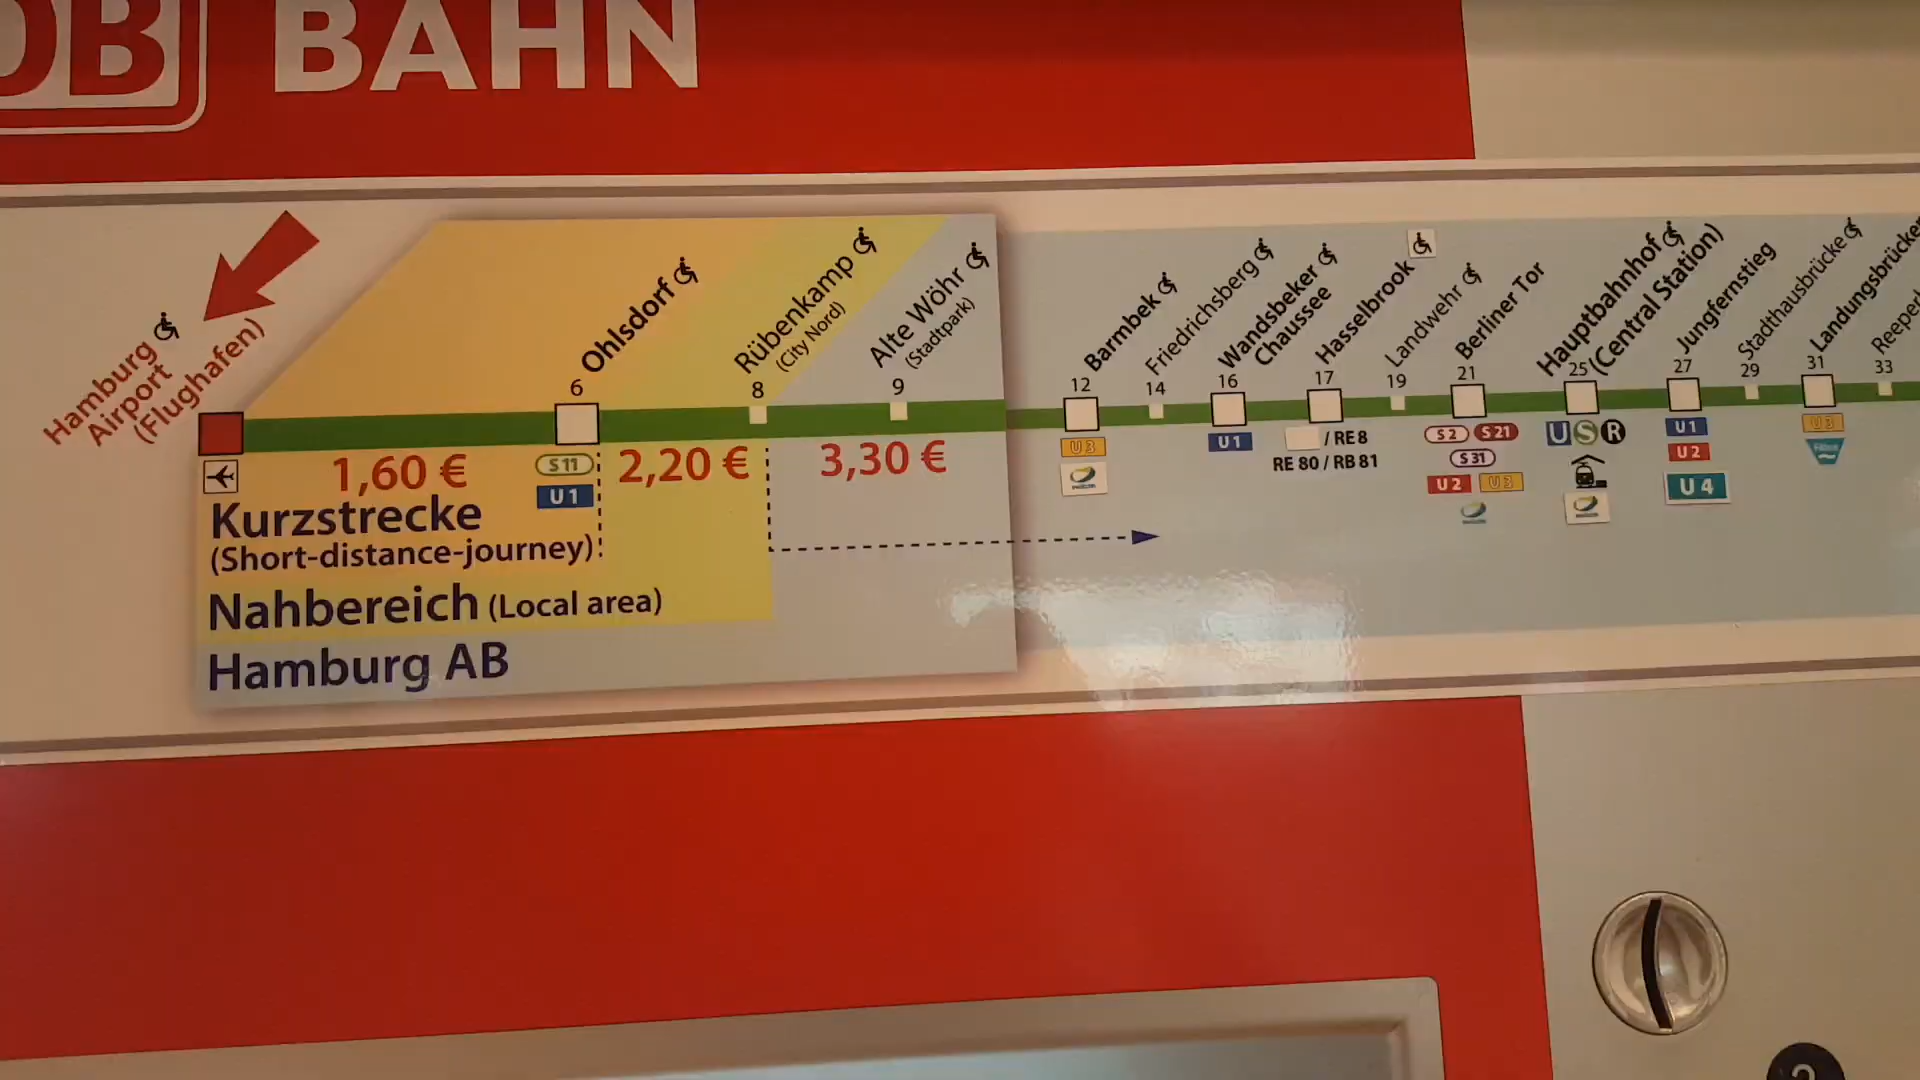 DB BAHN
Hamburg
Airport
(Flughafen)
Ohlsdorf
Rübenkamp
(City Nord)
Alte Wöhr
(Stadtpark)
Barmbek
Friedrichsberg
Wandsbeker
Chaussee
Hasselbrook
Landwehr
Berliner Tor
Hauptbahnhof
(Central Station)
Jungfernstieg
Stadthausbrücke
Landungsbrücken
6
8
9
12
14
16
17
19
21
25
27
29
31
33
1,60 €
S11
U1
2,20 €
3,30 €
U3
U1
/ RE 8
RE 80 / RB 81
S2 S21
S31
U2 U3
U S R
U1
U2
U4
U3
Kurzstrecke
(Short-distance-journey)
Nahbereich (Local area)
Hamburg AB